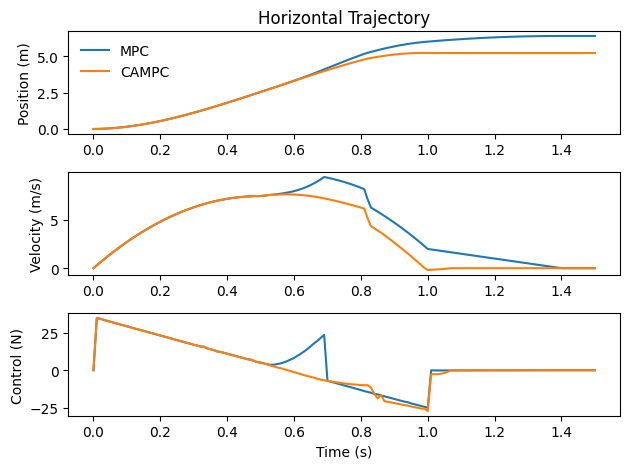 Horizontal Trajectory
Position (m)
5.0
2.5
0.0
MPC
CAMPC
0.0 0.2 0.4 0.6 0.8 1.0 1.2 1.4
Velocity (m/s)
5
0
0.0 0.2 0.4 0.6 0.8 1.0 1.2 1.4
Control (N)
25
0
−25
0.0 0.2 0.4 0.6 0.8 1.0 1.2 1.4
Time (s)